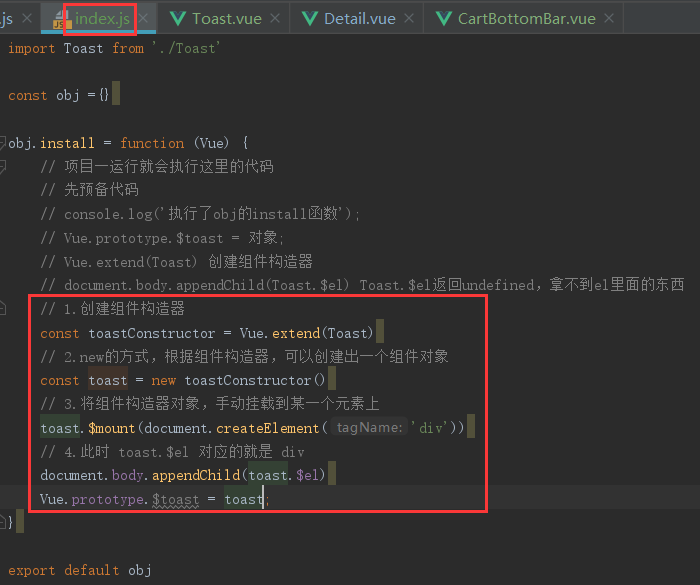 .js × index.js × Toast.vue × Detail.vue × CartBottomBar.vue ×
import Toast from './Toast'
const obj ={}
obj.install = function (Vue) {
// 项目一运行就会执行这里的代码
// 先预备代码
// console.log('执行了obj的install函数');
// Vue.prototype.$toast = 对象;
// Vue.extend(Toast) 创建组件构造器
// document.body.appendChild(Toast.$el) Toast.$el返回undefined，拿不到el里面的东西
// 1.创建组件构造器
const toastConstructor = Vue.extend(Toast)
// 2.new的方式，根据组件构造器，可以创建出一个组件对象
const toast = new toastConstructor()
// 3.将组件构造器对象，手动挂载到某一个元素上
toast.$mount(document.createElement( tagName: 'div'))
// 4.此时 toast.$el 对应的就是 div
document.body.appendChild(toast.$el)
Vue.prototype.$toast = toast;
}
export default obj